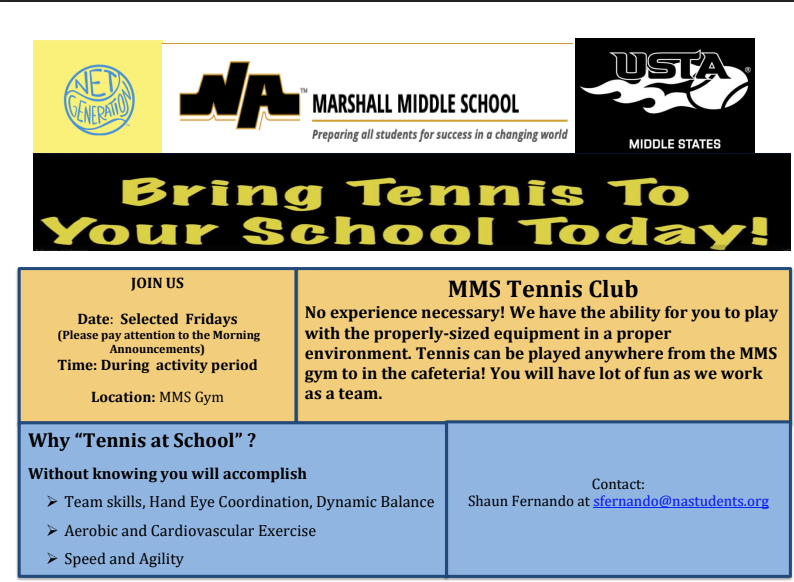 NET
GENERATION
NA™
MARSHALL MIDDLE SCHOOL
Preparing all students for success in a changing world
USTA
MIDDLE STATES
Bring Tennis To
Your School Today!
JOIN US
Date: Selected Fridays
(Please pay attention to the Morning
Announcements)
Time: During activity period
Location: MMS Gym
MMS Tennis Club
No experience necessary! We have the ability for you to play
with the properly-sized equipment in a proper
environment. Tennis can be played anywhere from the MMS
gym to in the cafeteria! You will have lot of fun as we work
as a team.
Why “Tennis at School” ?
Without knowing you will accomplish
➢ Team skills, Hand Eye Coordination, Dynamic Balance
➢ Aerobic and Cardiovascular Exercise
➢ Speed and Agility
Contact:
Shaun Fernando at sfernando@nastudents.org